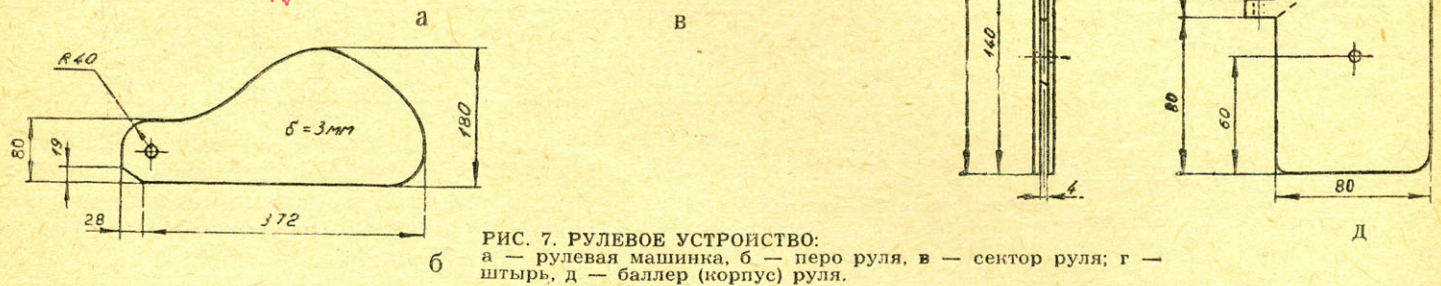 а
в
140
80
60
R40
180
б = 3мм
80
19
4
80
28
372
д
РИС. 7. РУЛЕВОЕ УСТРОЙСТВО:
б
а — рулевая машинка, б — перо руля, в — сектор руля; г —
штырь, д — баллер (корпус) руля.